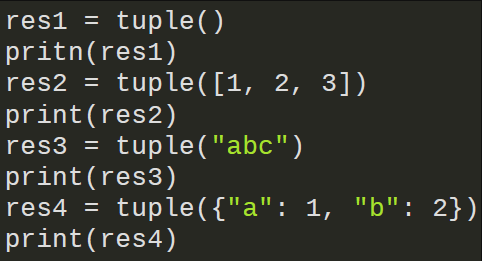 res1 = tuple()
pritn(res1)
res2 = tuple([1, 2, 3])
print(res2)
res3 = tuple("abc")
print(res3)
res4 = tuple({"a": 1, "b": 2})
print(res4)